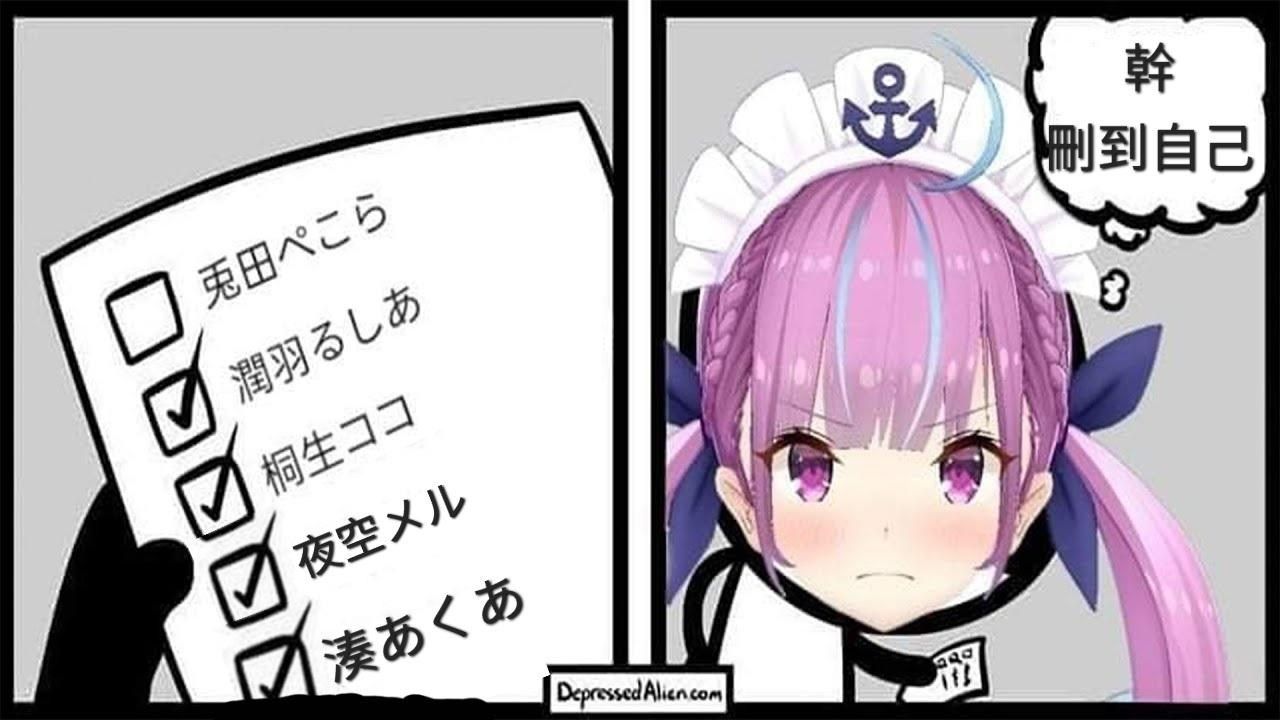 兎田ぺこら
潤羽るしあ
桐生ココ
夜空メル
湊あくあ
幹
刪到自己
DepressedAlien.com